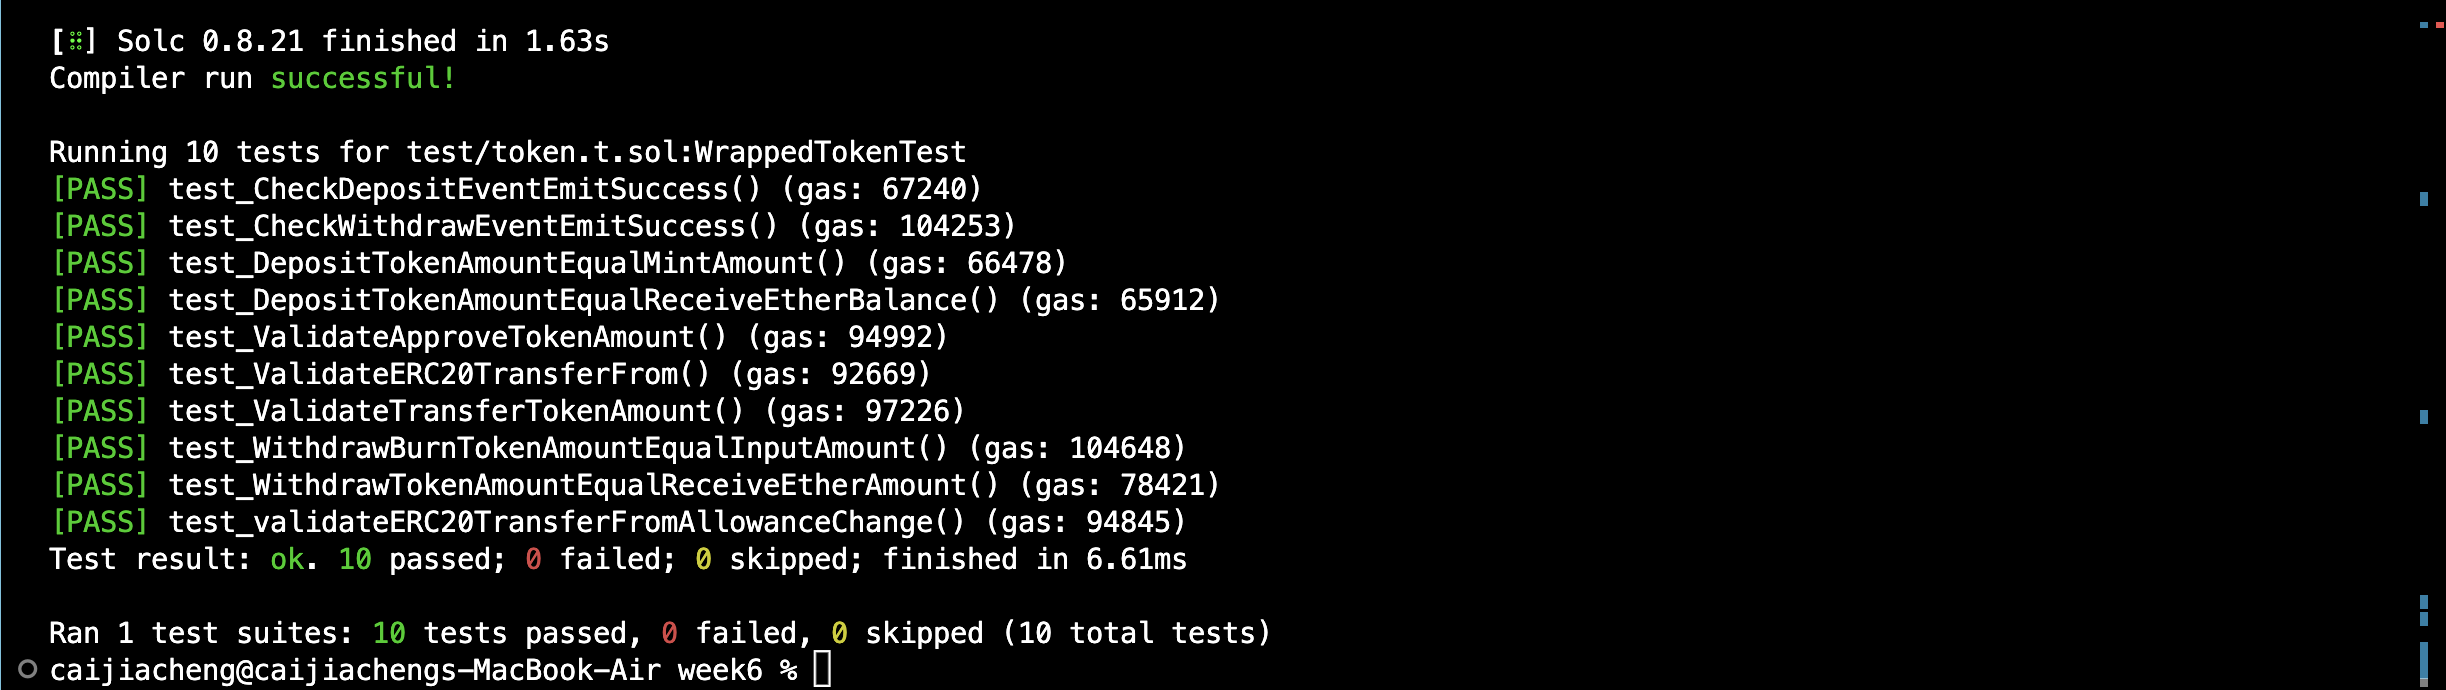 [⠿] Solc 0.8.21 finished in 1.63s
Compiler run successful!
Running 10 tests for test/token.t.sol:WrappedTokenTest
[PASS] test_CheckDepositEventEmitSuccess() (gas: 67240)
[PASS] test_CheckWithdrawEventEmitSuccess() (gas: 104253)
[PASS] test_DepositTokenAmountEqualMintAmount() (gas: 66478)
[PASS] test_DepositTokenAmountEqualReceiveEtherBalance() (gas: 65912)
[PASS] test_ValidateApproveTokenAmount() (gas: 94992)
[PASS] test_ValidateERC20TransferFrom() (gas: 92669)
[PASS] test_ValidateTransferTokenAmount() (gas: 97226)
[PASS] test_WithdrawBurnTokenAmountEqualInputAmount() (gas: 104648)
[PASS] test_WithdrawTokenAmountEqualReceiveEtherAmount() (gas: 78421)
[PASS] test_validateERC20TransferFromAllowanceChange() (gas: 94845)
Test result: ok. 10 passed; 0 failed; 0 skipped; finished in 6.61ms
Ran 1 test suites: 10 tests passed, 0 failed, 0 skipped (10 total tests)
caijiacheng@caijiachengs-MacBook-Air week6 %